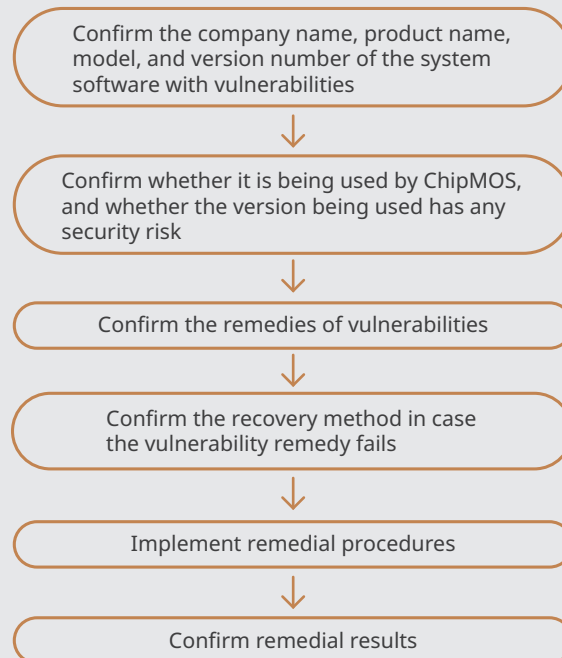 Confirm the company name, product name,
model, and version number of the system
software with vulnerabilities
Confirm whether it is being used by ChipMOS,
and whether the version being used has any
security risk
Confirm the remedies of vulnerabilities
Confirm the recovery method in case
the vulnerability remedy fails
Implement remedial procedures
Confirm remedial results